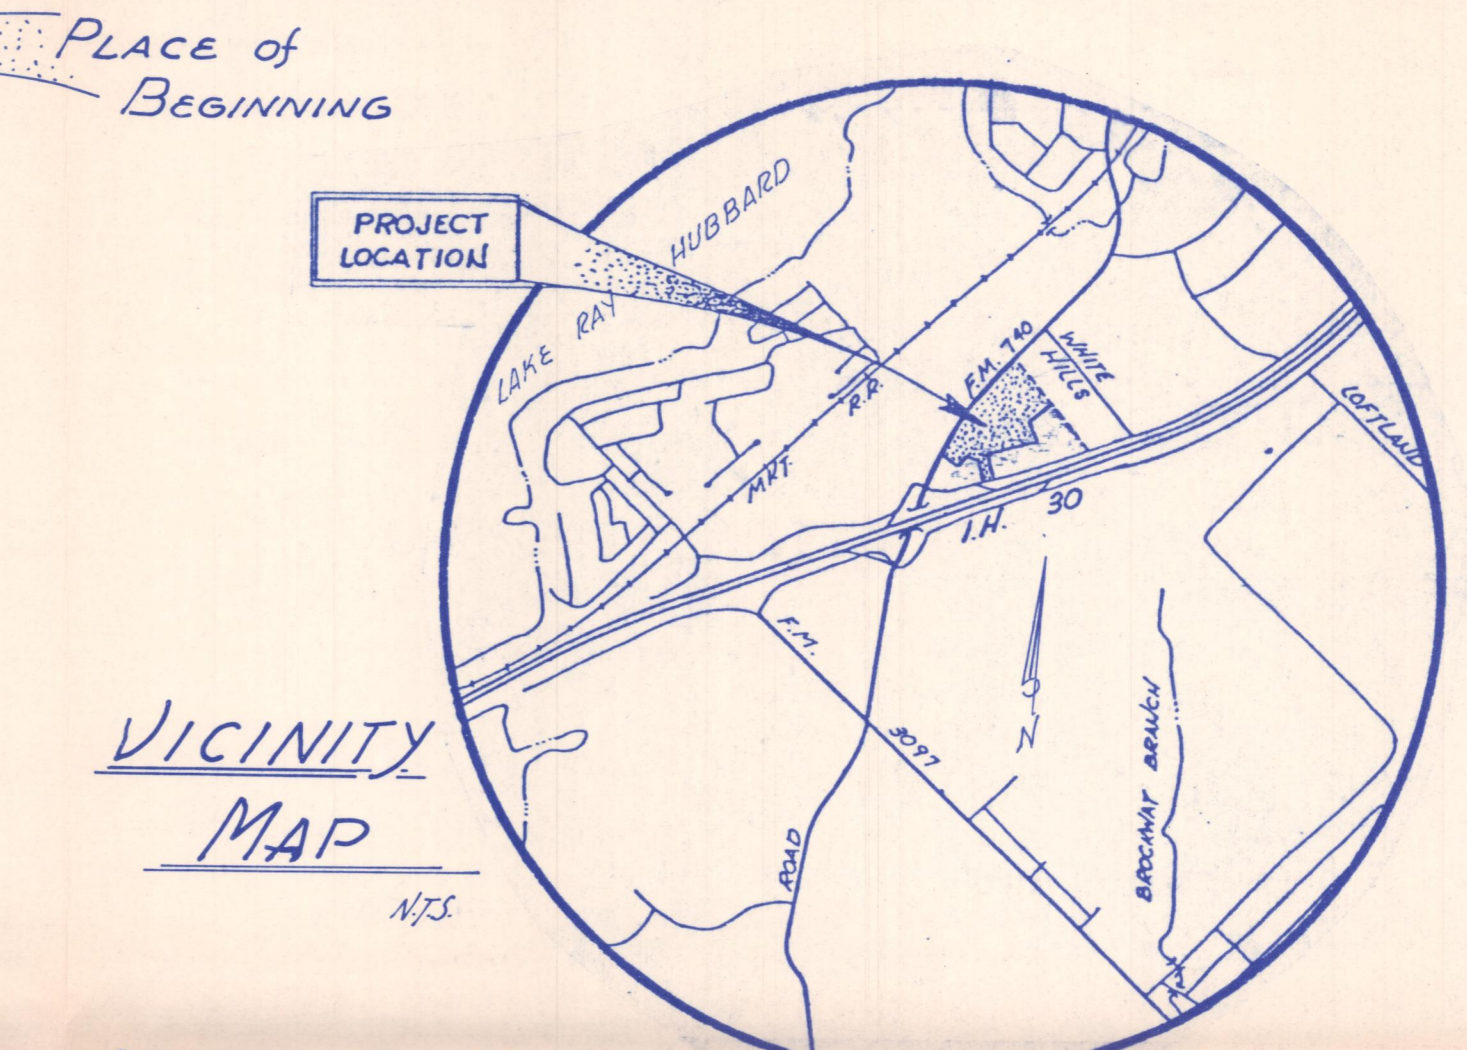 PLACE of
BEGINNING
PROJECT
LOCATION
LAKE RAY HUBBARD
F.M. 740
WHITE
HILLS
R.R.
MKT.
LOFTLAND
I.H. 30
F.M. 3097
N
BROCKWAY BRANCH
ROAD
VICINITY
MAP
N.T.S.